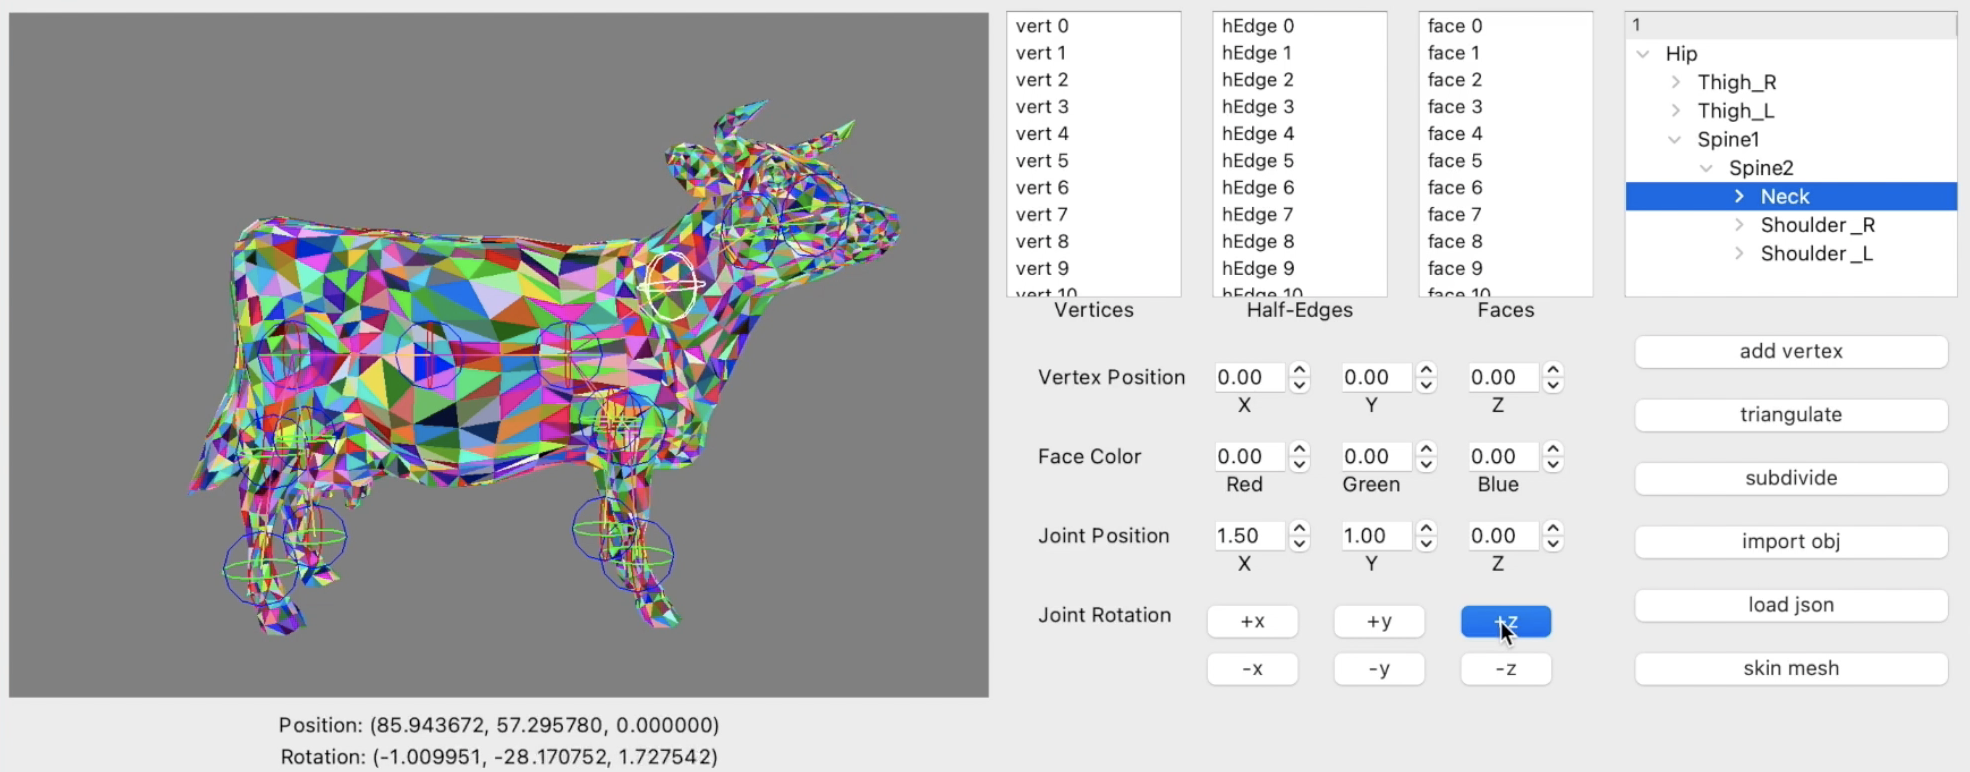 vert 0
vert 1
vert 2
vert 3
vert 4
vert 5
vert 6
vert 7
vert 8
vert 9
vert 10
Vertices
hEdge 0
hEdge 1
hEdge 2
hEdge 3
hEdge 4
hEdge 5
hEdge 6
hEdge 7
hEdge 8
hEdge 9
hEdge 10
Half-Edges
face 0
face 1
face 2
face 3
face 4
face 5
face 6
face 7
face 8
face 9
face 10
Faces
1
Hip
Thigh_R
Thigh_L
Spine1
Spine2
Neck
Shoulder_R
Shoulder_L
Vertex Position 0.00 0.00 0.00
X Y Z
Face Color 0.00 0.00 0.00
Red Green Blue
Joint Position 1.50 1.00 0.00
X Y Z
Joint Rotation +x +y +z
-x -y -z
add vertex
triangulate
subdivide
import obj
load json
skin mesh
Position: (85.943672, 57.295780, 0.000000)
Rotation: (-1.009951, -28.170752, 1.727542)